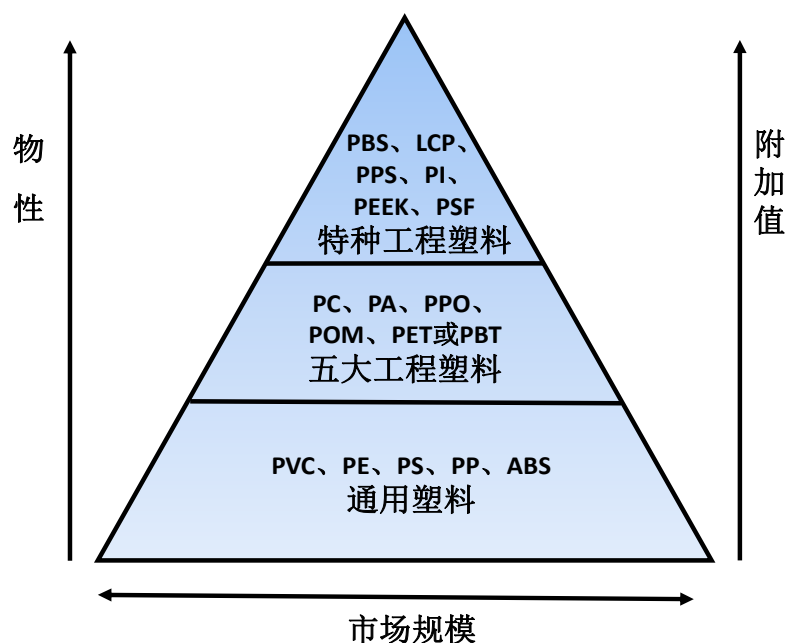 物性
附加值
PBS、LCP、
PPS、PI、
PEEK、PSF
特种工程塑料
PC、PA、PPO、
POM、PET或PBT
五大工程塑料
PVC、PE、PS、PP、ABS
通用塑料
市场规模